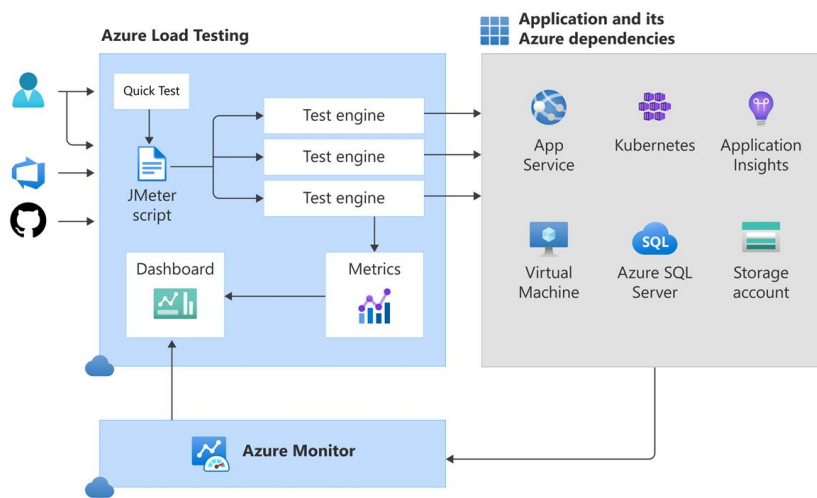 Azure Load Testing
Application and its
Azure dependencies
Quick Test
JMeter
script
Test engine
Test engine
Test engine
Dashboard
Metrics
App
Service
Kubernetes
Application
Insights
Virtual
Machine
SQL
Azure SQL
Server
Storage
account
Azure Monitor